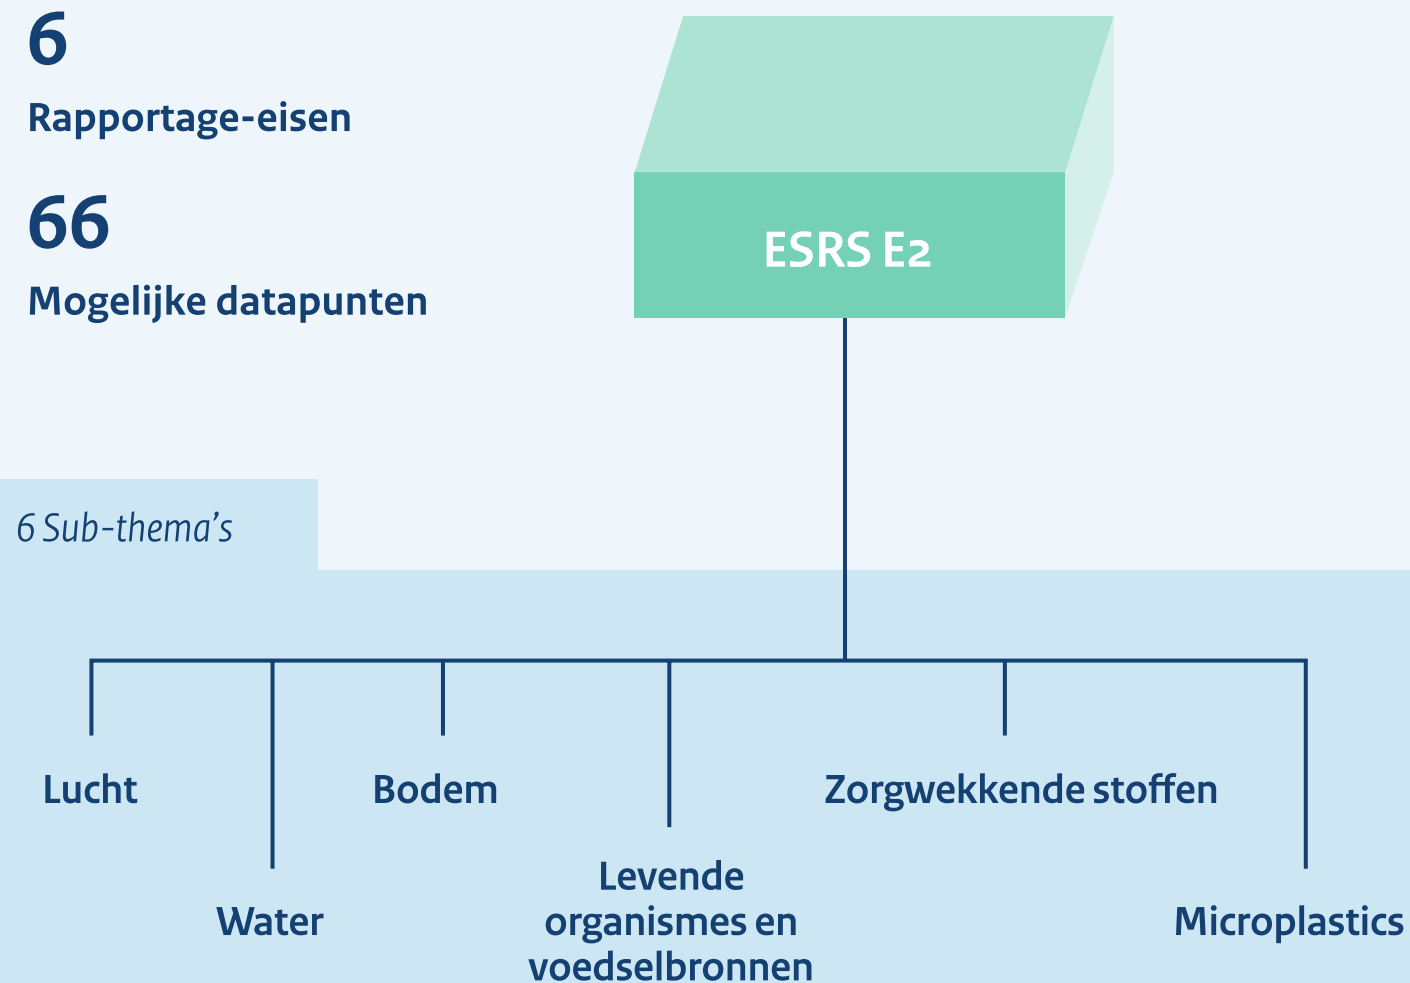 6
Rapportage-eisen
66
Mogelijke datapunten
ESRS E2
6 Sub-thema’s
Lucht
Water
Bodem
Levende
organismes en
voedselbronnen
Zorgwekkende stoffen
Microplastics